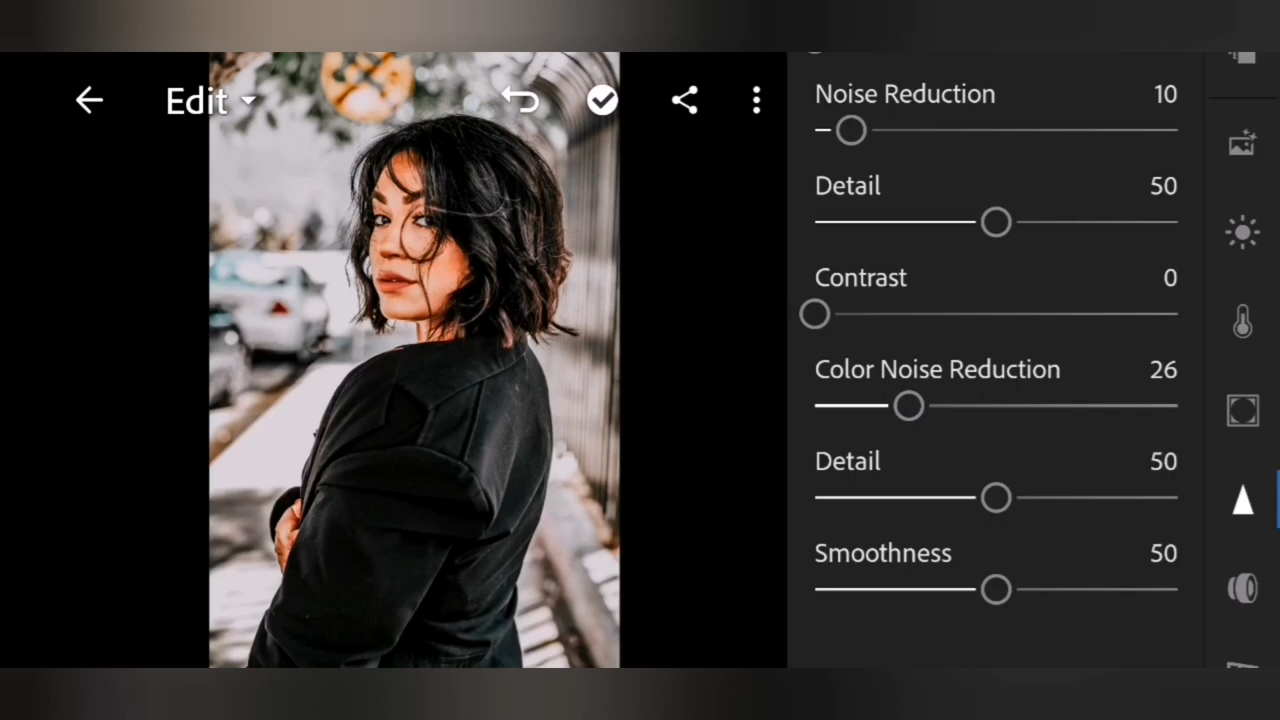 Edit
Noise Reduction 10
Detail 50
Contrast 0
Color Noise Reduction 26
Detail 50
Smoothness 50